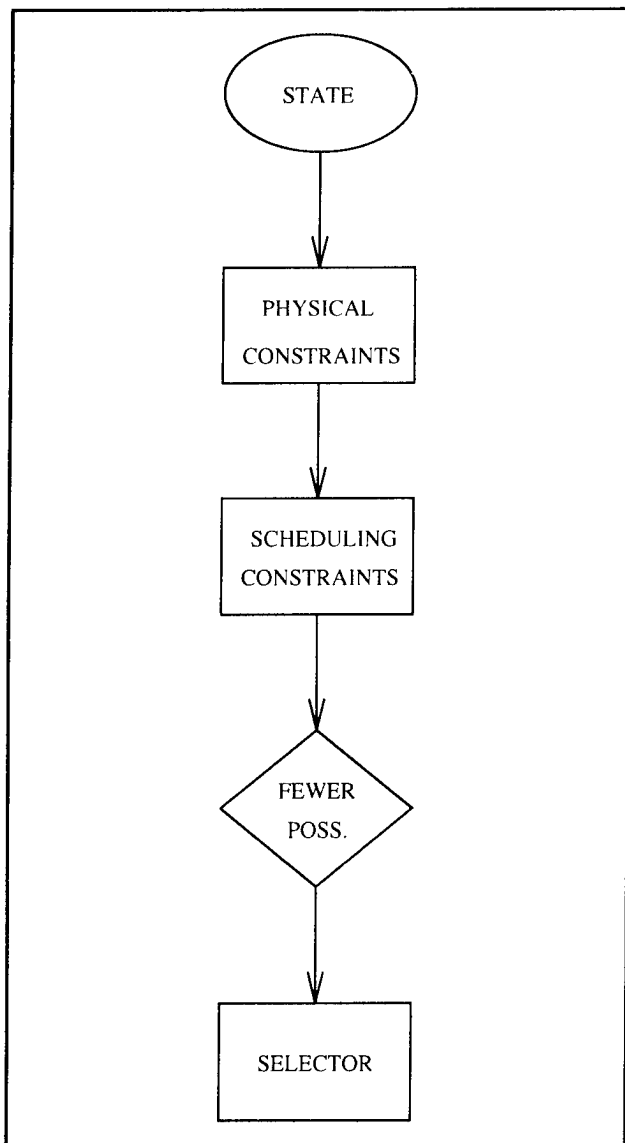 STATE
PHYSICAL
CONSTRAINTS
SCHEDULING
CONSTRAINTS
FEWER
POSS.
SELECTOR